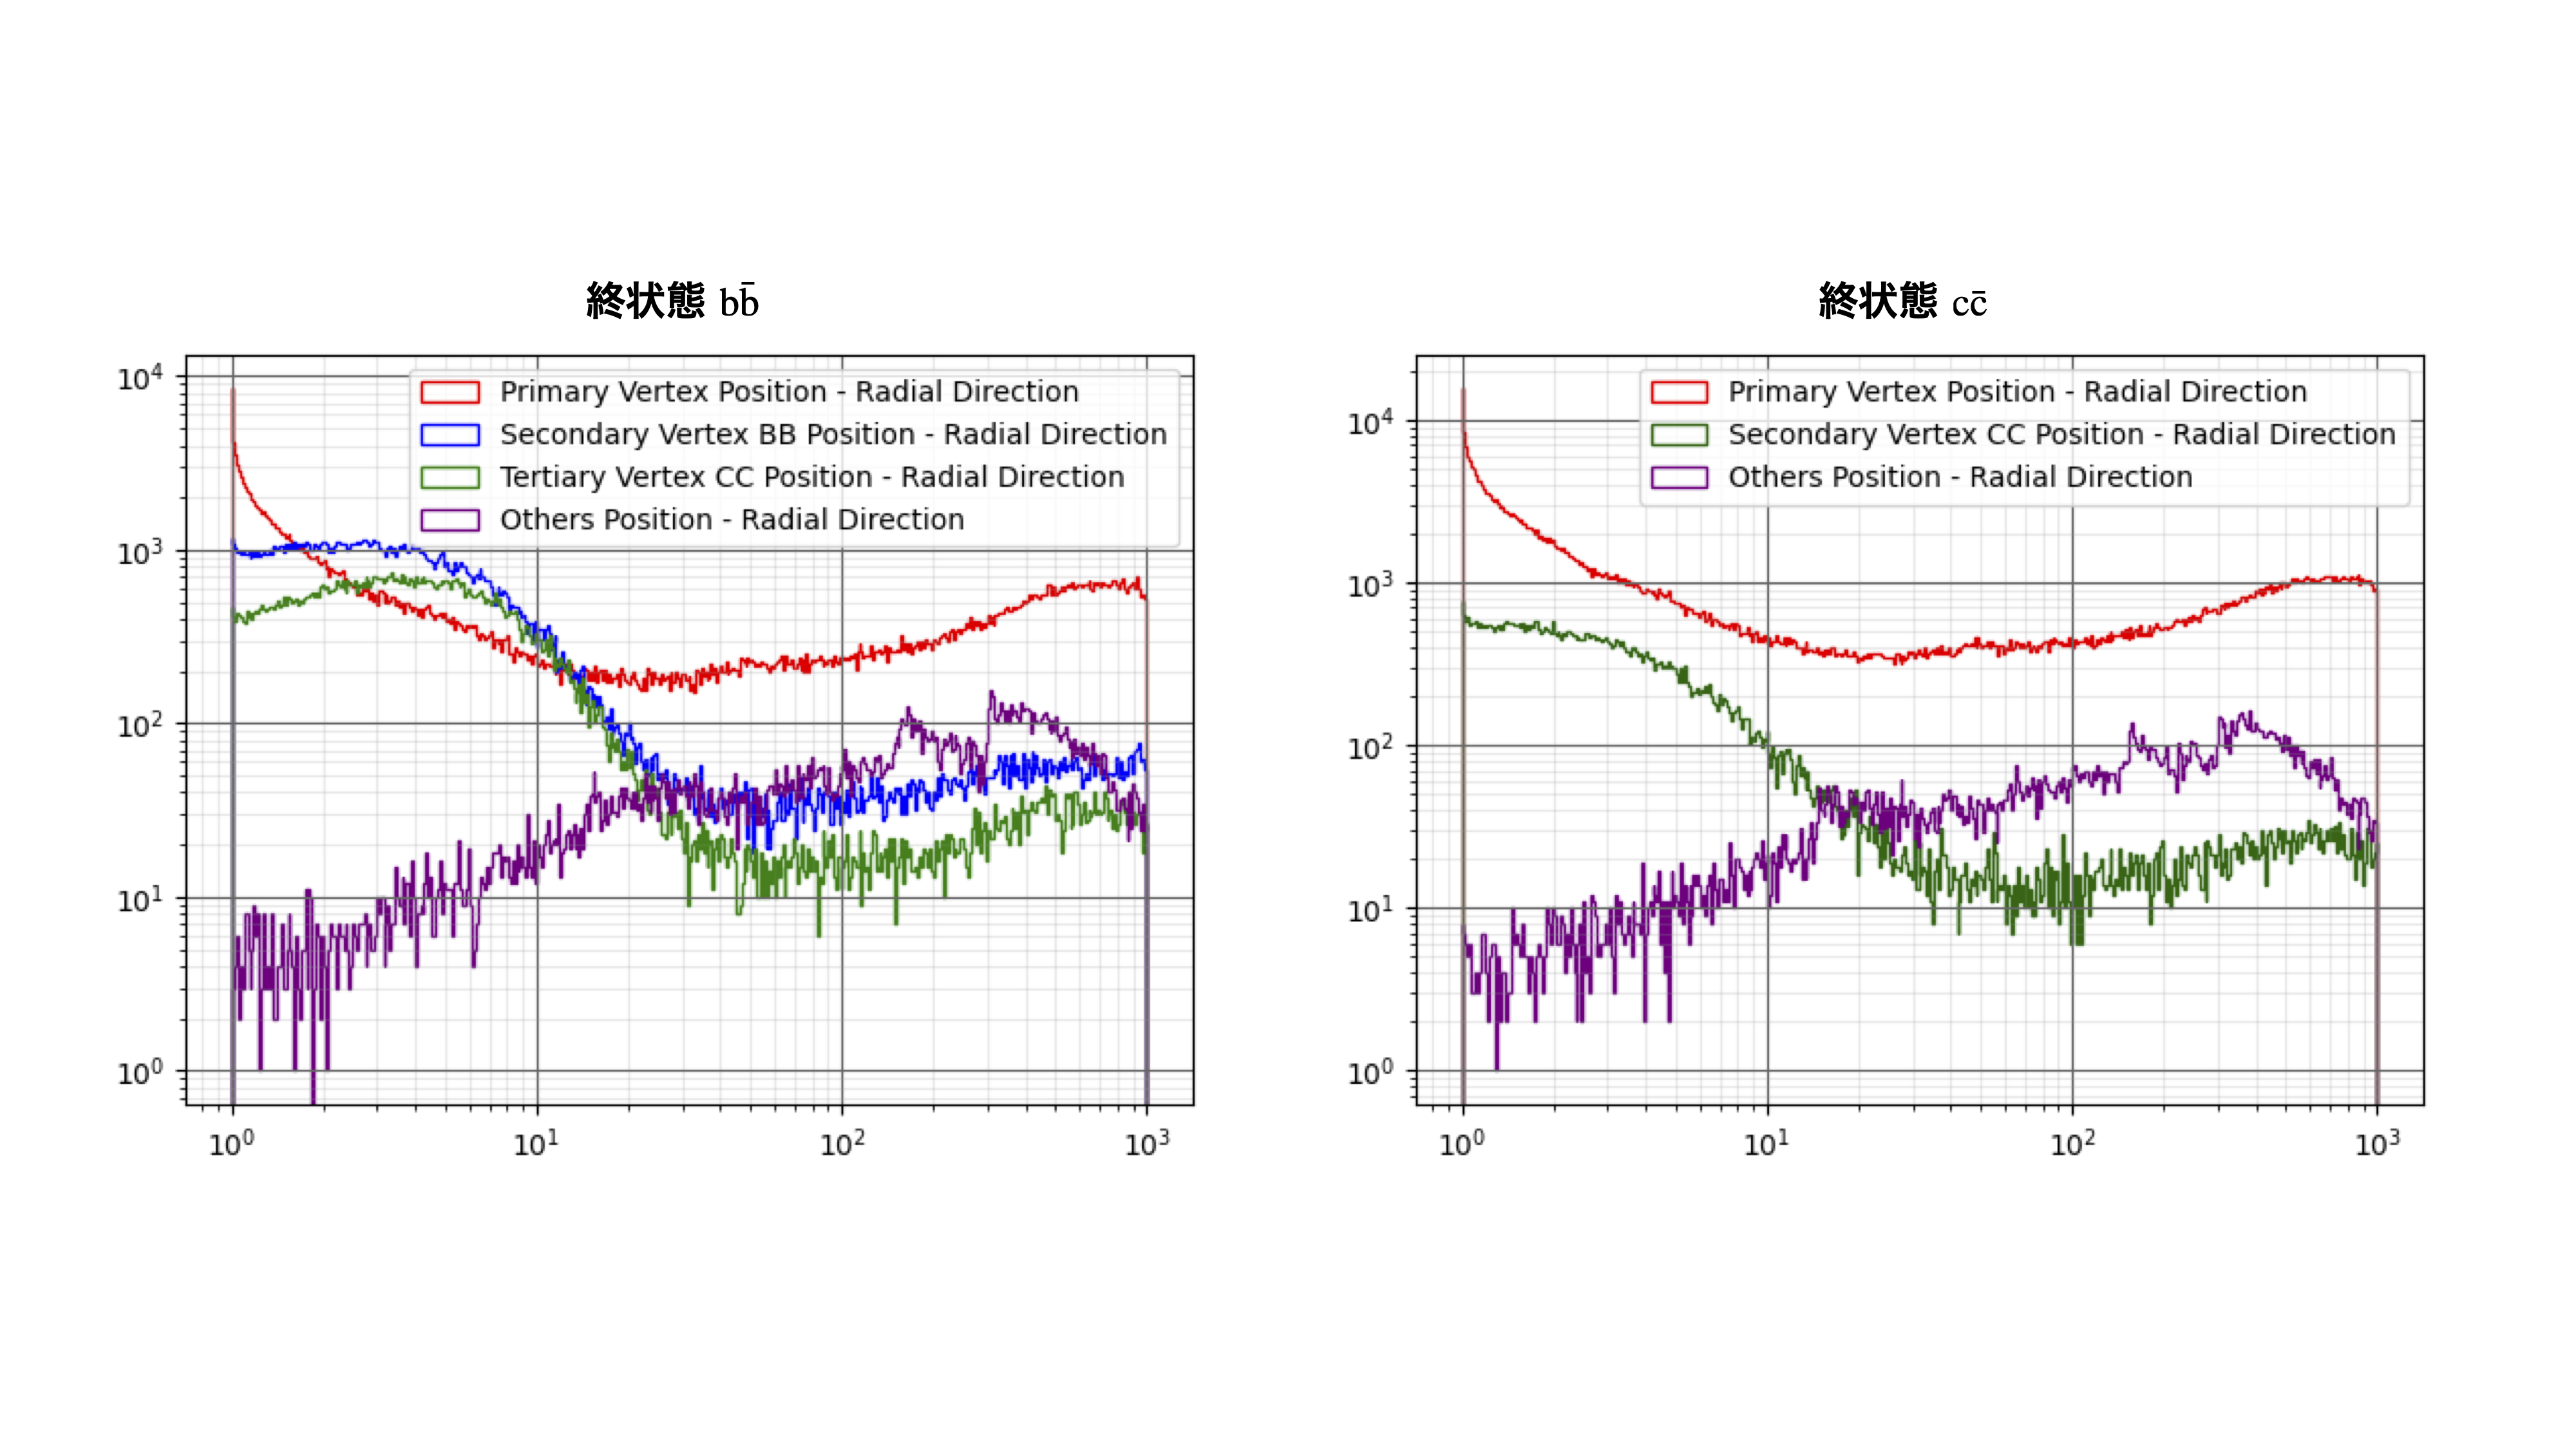 終状態 bb̄
10⁴
10³
10²
10¹
10⁰
10⁰ 10¹ 10² 10³
Primary Vertex Position - Radial Direction
Secondary Vertex BB Position - Radial Direction
Tertiary Vertex CC Position - Radial Direction
Others Position - Radial Direction
終状態 cc̄
10⁴
10³
10²
10¹
10⁰
10⁰ 10¹ 10² 10³
Primary Vertex Position - Radial Direction
Secondary Vertex CC Position - Radial Direction
Others Position - Radial Direction